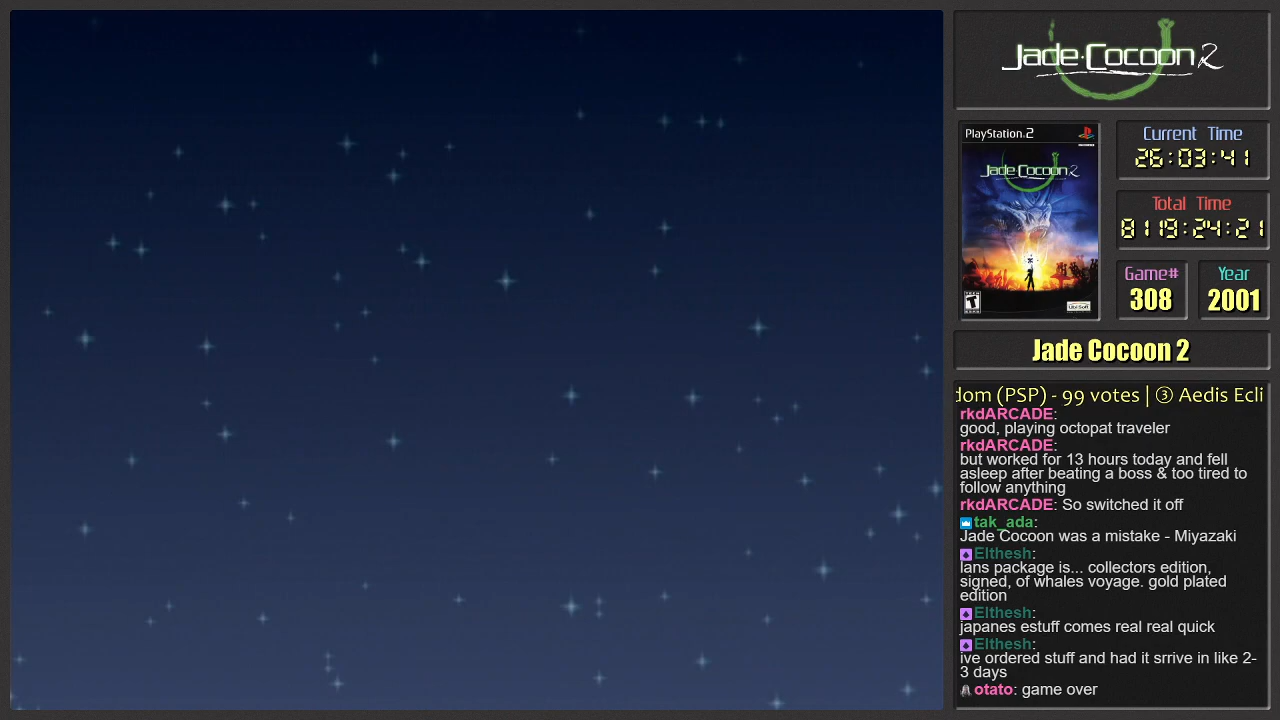 Jade·Cocoon 2
PlayStation.2
Jade·Cocoon 2
Ubi Soft
Current Time
26:03:41
Total Time
8119:24:21
Game#
308
Year
2001
Jade Cocoon 2
dom (PSP) - 99 votes | ③ Aedis Ecli
rkdARCADE:
good, playing octopat traveler
rkdARCADE:
but worked for 13 hours today and fell
asleep after beating a boss & too tired to
follow anything
rkdARCADE: So switched it off
tak_ada:
Jade Cocoon was a mistake - Miyazaki
Elthesh:
lans package is... collectors edition,
signed, of whales voyage. gold plated
edition
Elthesh:
japanes estuff comes real real quick
Elthesh:
ive ordered stuff and had it srrive in like 2-
3 days
otato: game over